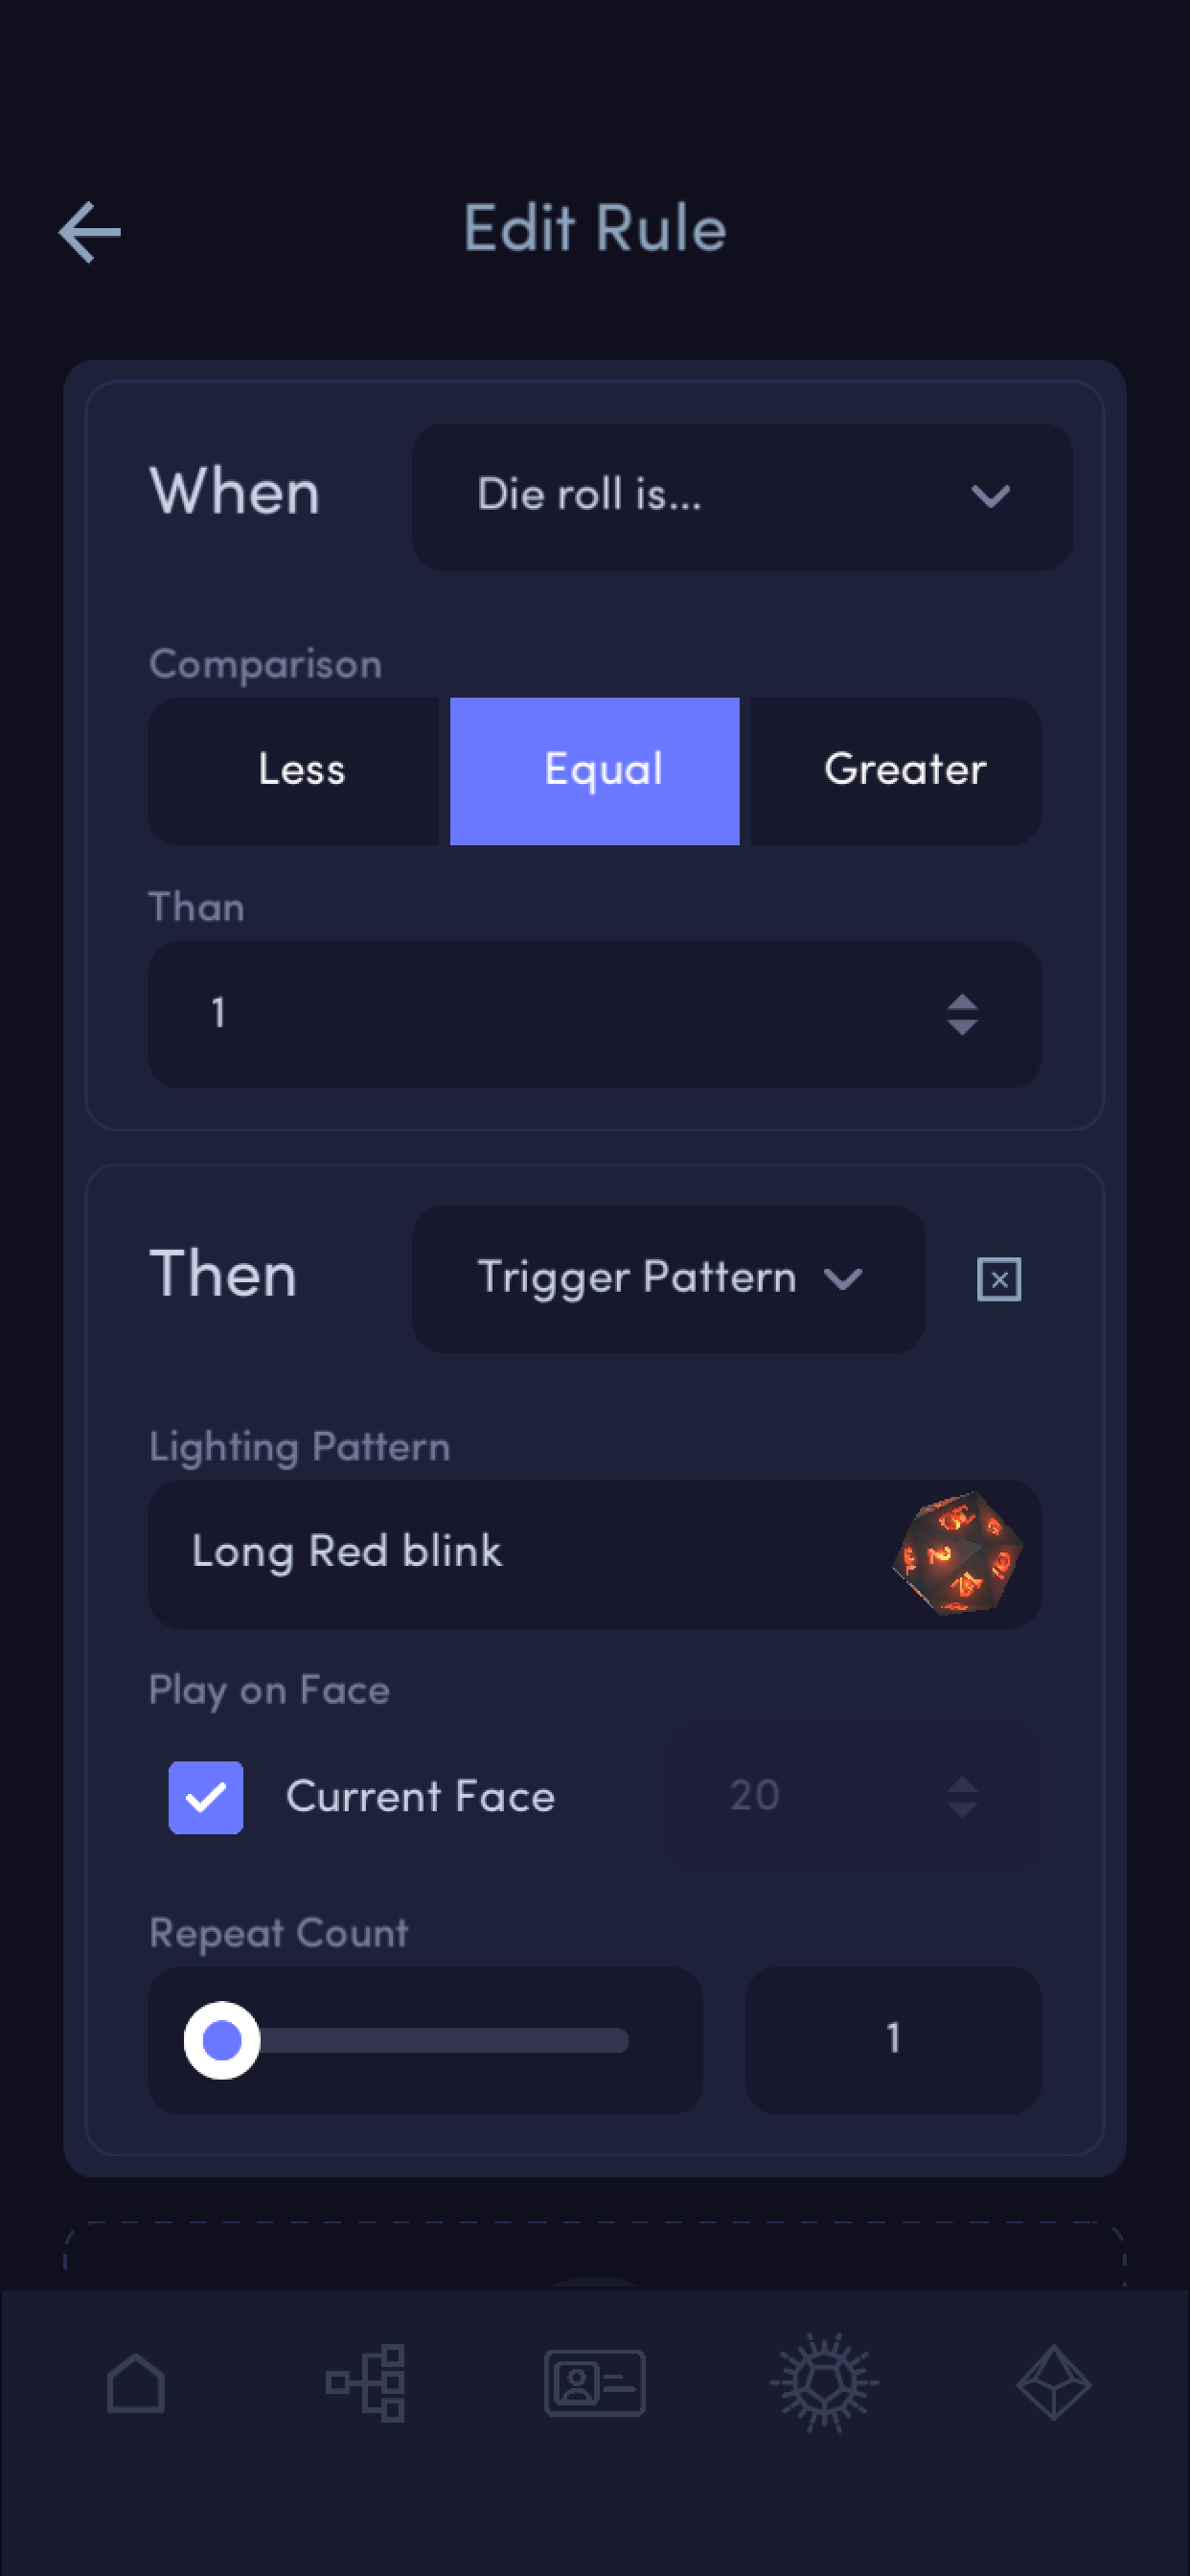 Edit Rule
When
Die roll is...
Comparison
Less Equal Greater
Than
1
Then
Trigger Pattern
Lighting Pattern
Long Red blink
Play on Face
Current Face
20
Repeat Count
1